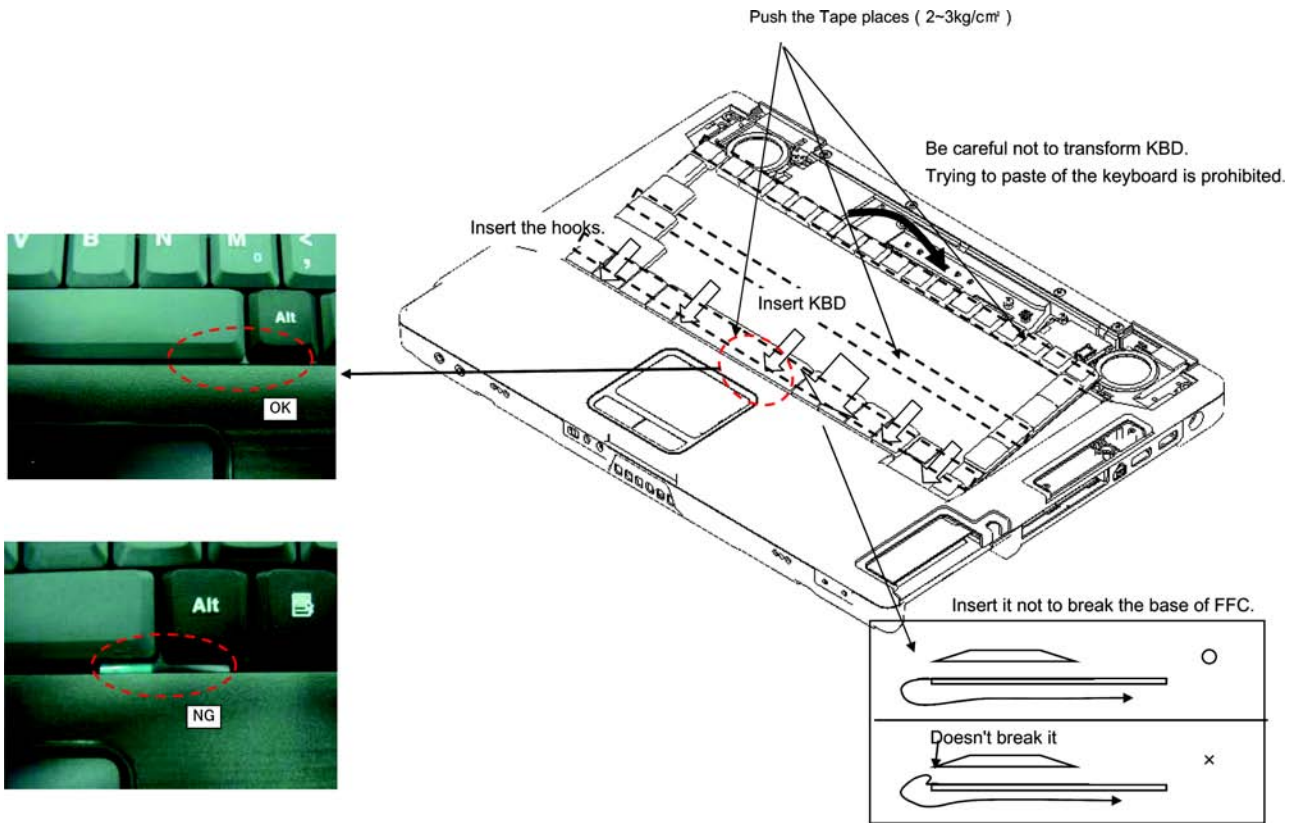 Push the Tape places ( 2~3kg/c㎡ )
Be careful not to transform KBD.
Trying to paste of the keyboard is prohibited.
Insert the hooks.
Insert KBD
V B N M <
,
Alt
OK
Alt
NG
Insert it not to break the base of FFC.
○
Doesn't break it
×